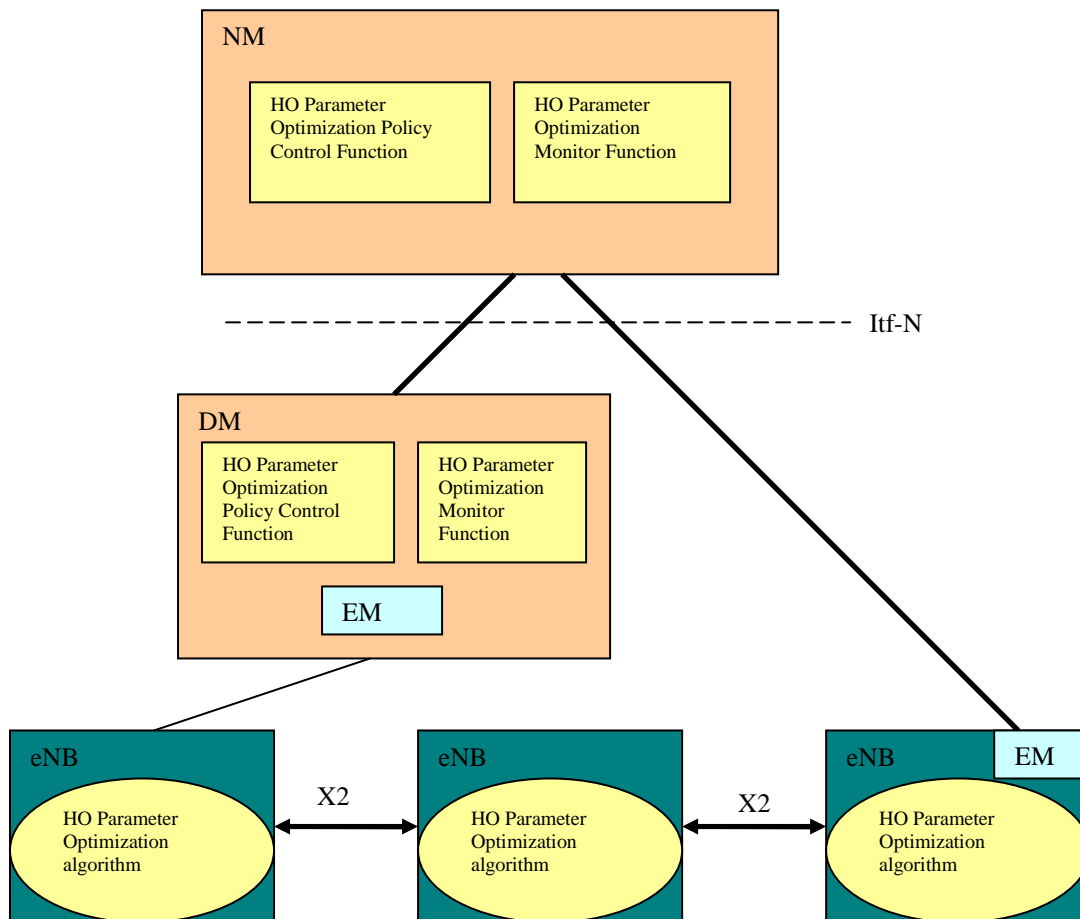 NM
HO Parameter
Optimization Policy
Control Function
HO Parameter
Optimization
Monitor Function
Itf-N
DM
HO Parameter
Optimization
Policy Control
Function
HO Parameter
Optimization
Monitor
Function
EM
eNB
HO Parameter
Optimization
algorithm
X2
eNB
HO Parameter
Optimization
algorithm
X2
eNB
EM
HO Parameter
Optimization
algorithm